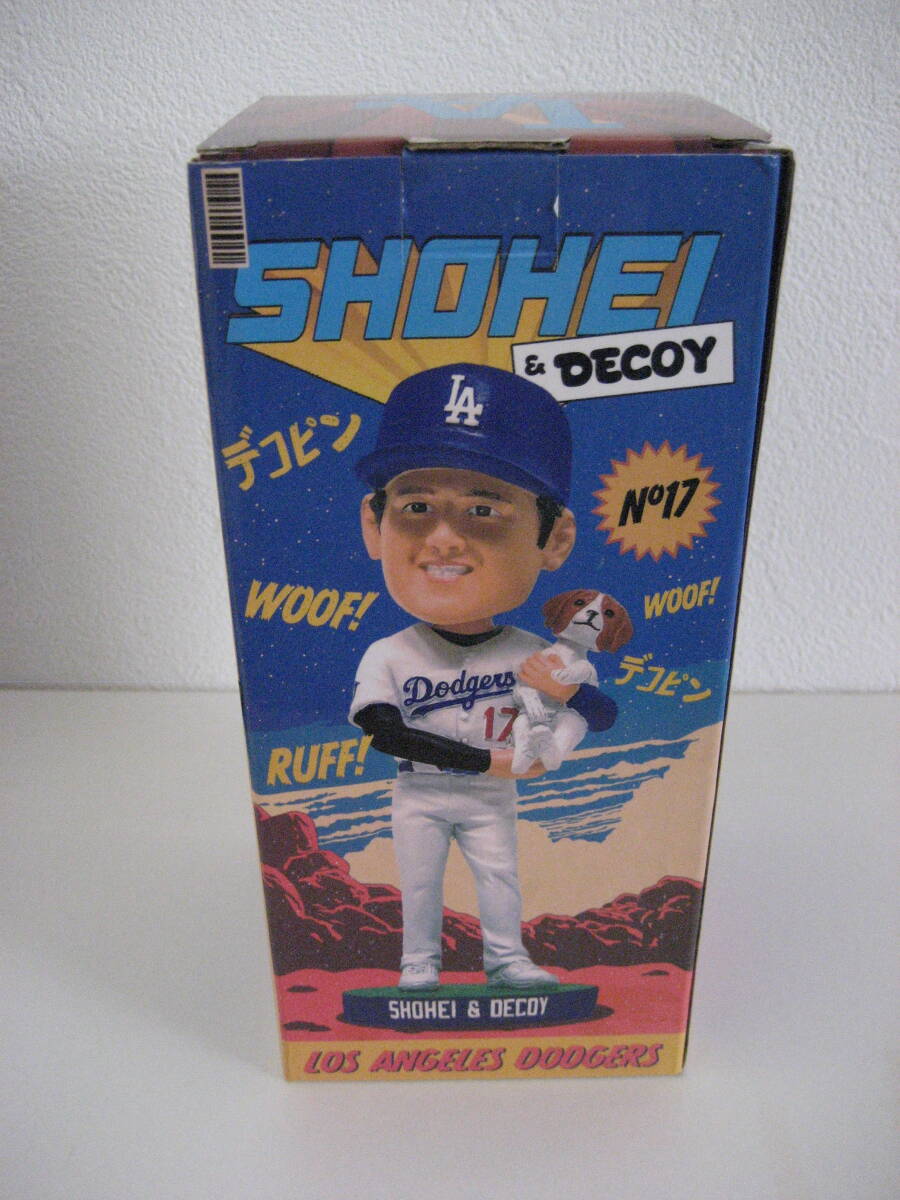 SHOHEI
& DECOY
LA
デコピン
Nº17
WOOF!
WOOF!
Dodgers
17
デコピン
RUFF!
SHOHEI & DECOY
LOS ANGELES DODGERS